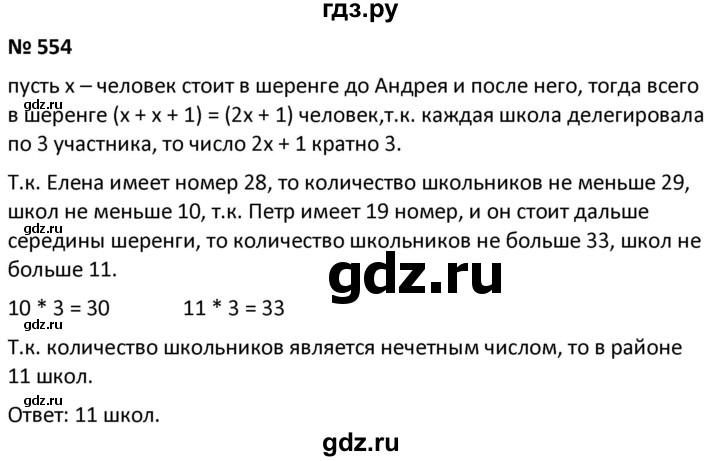 гдз.ру
№ 554
пусть х – человек стоит в шеренге до Андрея и после него, тогда всего
gdz.ru
в шеренге (х + х + 1) = (2х + 1) человек,т.к. каждая школа делегировала
gdz.ru
по 3 участника, то число 2х + 1 кратно 3.
Т.к. Елена имеет номер 28, то количество школьников не меньше 29,
gdz.ru
школ не меньше 10, т.к. Петр имеет 19 номер, и он стоит дальше
gdz.ru
середины шеренги, то количество школьников не больше 33, школ не
больше 11.
gdz.ru
10 * 3 = 30 11 * 3 = 33
gdz.ru
Т.к. количество школьников является нечетным числом, то в районе
11 школ.
gdz.ru
Ответ: 11 школ.
gdz.ru